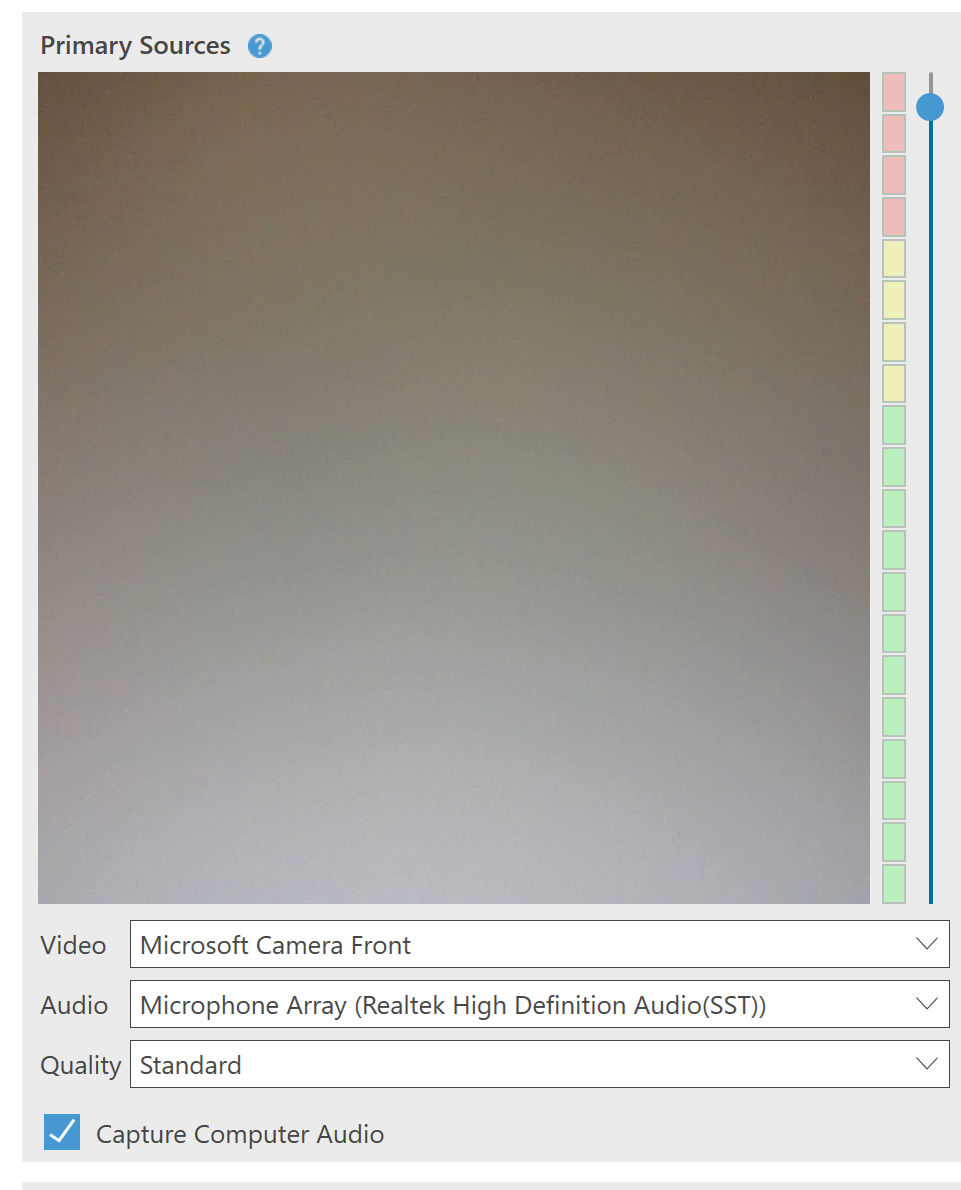 Primary Sources ?
Video Microsoft Camera Front
Audio Microphone Array (Realtek High Definition Audio(SST))
Quality Standard
Capture Computer Audio